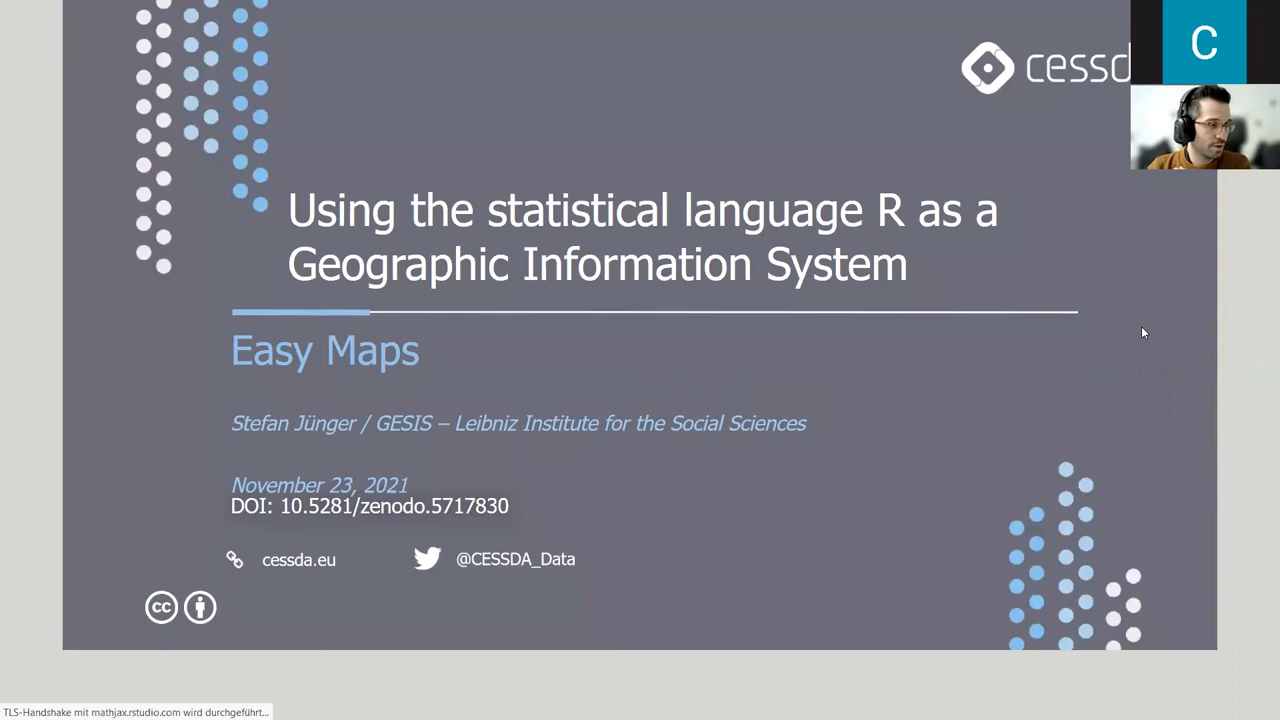 cessd
C
Using the statistical language R as a
Geographic Information System
Easy Maps
Stefan Jünger / GESIS – Leibniz Institute for the Social Sciences
November 23, 2021
DOI: 10.5281/zenodo.5717830
cessda.eu
@CESSDA_Data
cc
TLS-Handshake mit mathjax.rstudio.com wird durchgeführt...